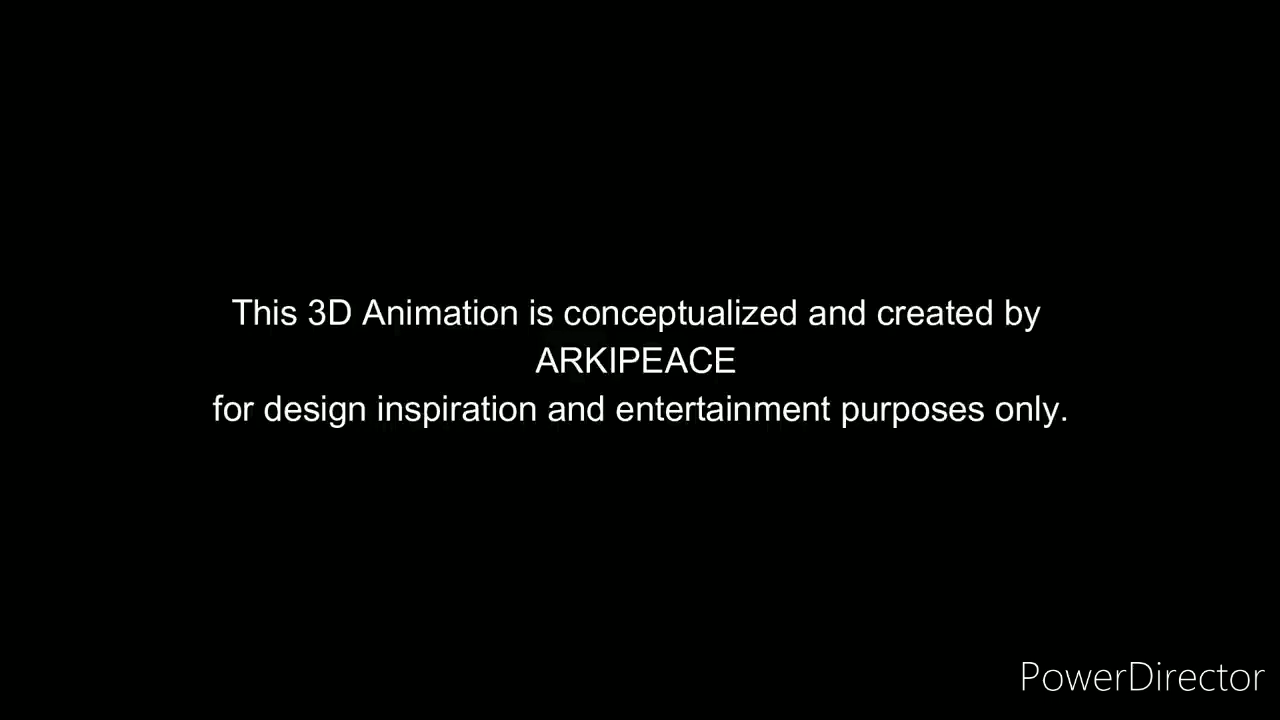 This 3D Animation is conceptualized and created by
ARKIPEACE
for design inspiration and entertainment purposes only.
PowerDirector